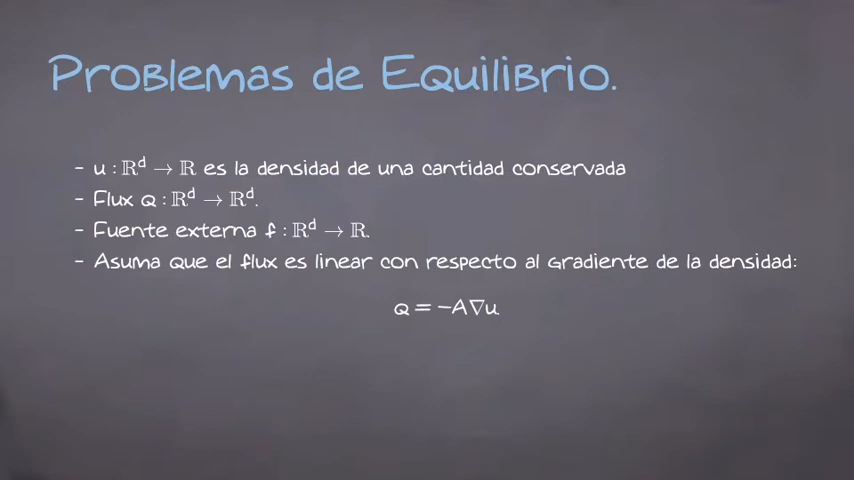 Problemas de Equilibrio.
- u : ℝᵈ → ℝ es la densidad de una cantidad conservada
- Flux Q : ℝᵈ → ℝᵈ.
- Fuente externa f : ℝᵈ → ℝ.
- Asuma que el flux es linear con respecto al gradiente de la densidad:
Q = −A∇u.